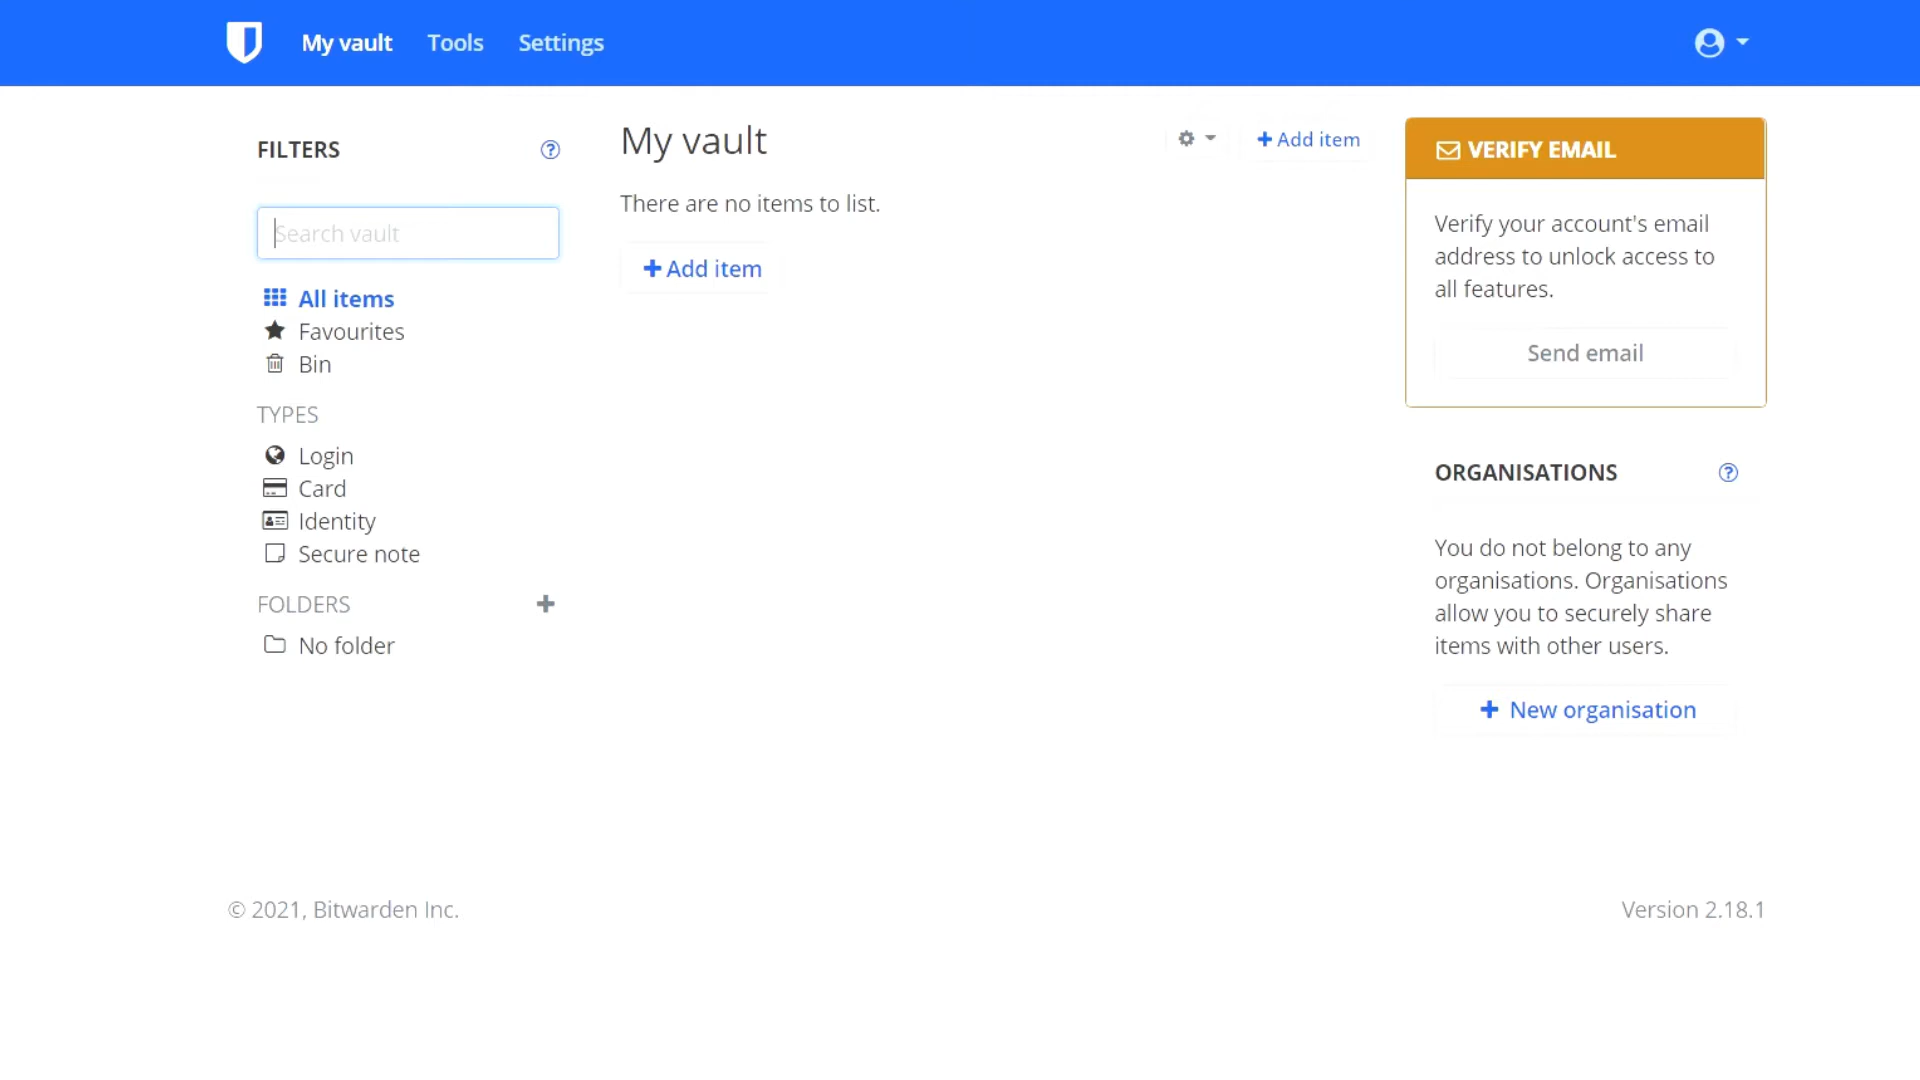 My vault Tools Settings
FILTERS
Search vault
All items
Favourites
Bin
TYPES
Login
Card
Identity
Secure note
FOLDERS
No folder
My vault
Add item
There are no items to list.
Add item
VERIFY EMAIL
Verify your account's email
address to unlock access to
all features.
Send email
ORGANISATIONS
You do not belong to any
organisations. Organisations
allow you to securely share
items with other users.
New organisation
© 2021, Bitwarden Inc.
Version 2.18.1